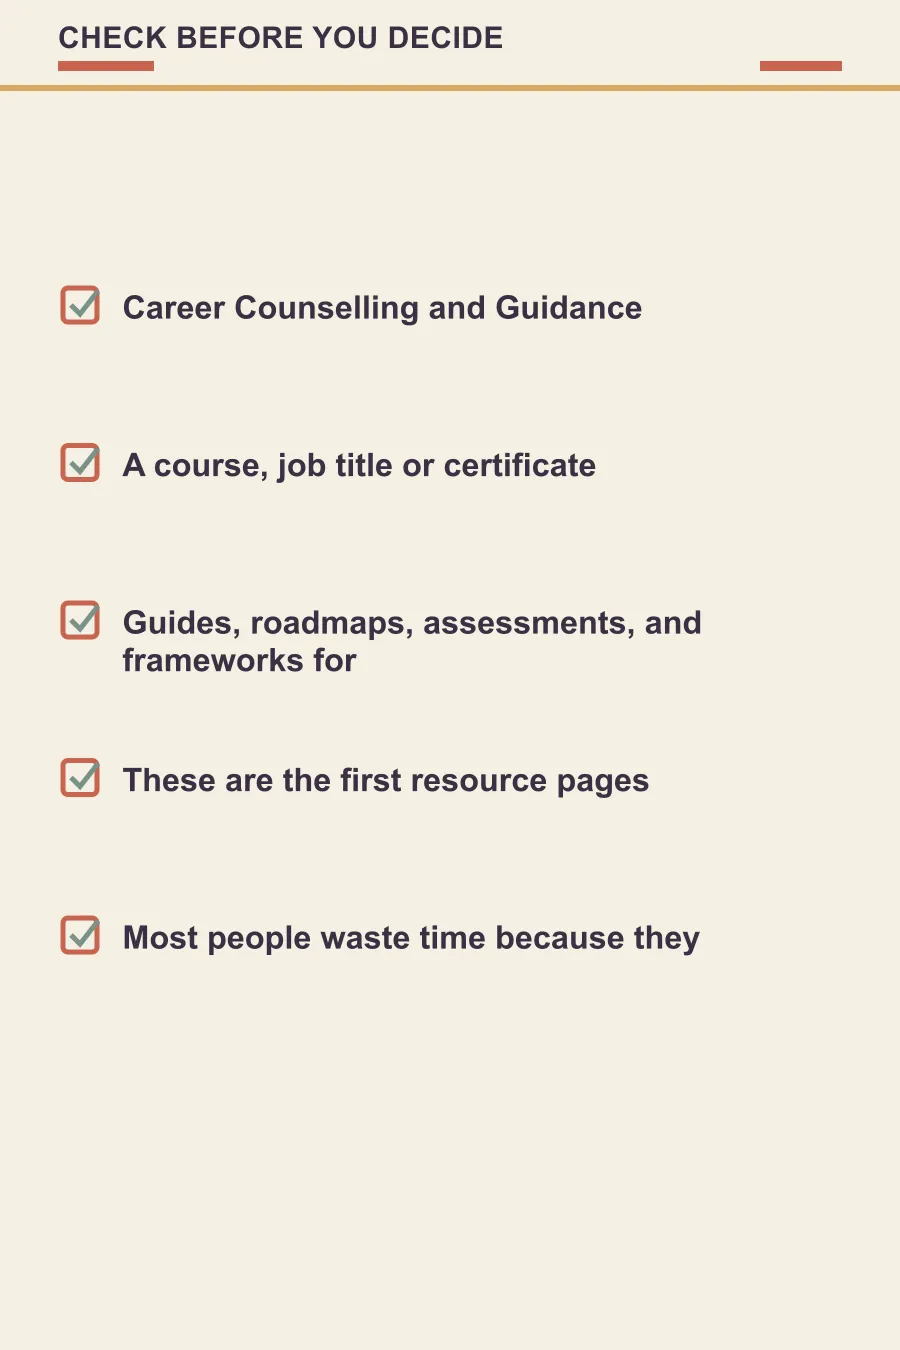 CHECK BEFORE YOU DECIDE
Career Counselling and Guidance
A course, job title or certificate
Guides, roadmaps, assessments, and
frameworks for
These are the first resource pages
Most people waste time because they